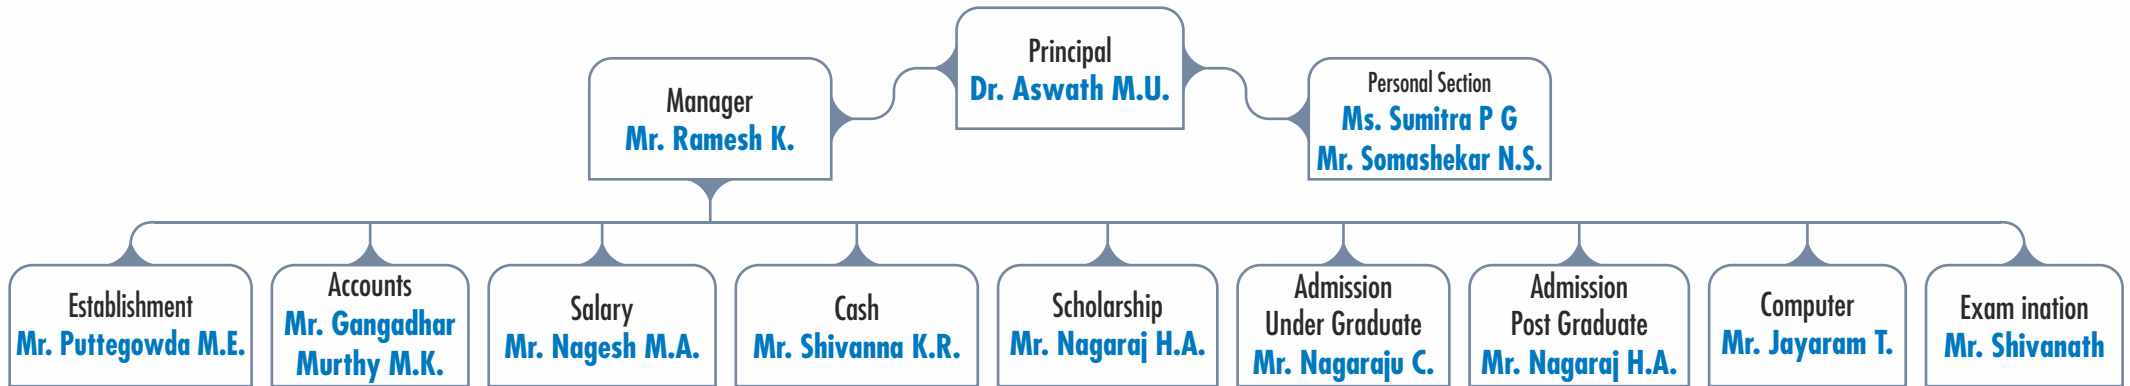 Principal
Dr. Aswath M.U.
Manager
Mr. Ramesh K.
Personal Section
Ms. Sumitra P G
Mr. Somashekar N.S.
Establishment
Mr. Puttegowda M.E.
Accounts
Mr. Gangadhar
Murthy M.K.
Salary
Mr. Nagesh M.A.
Cash
Mr. Shivanna K.R.
Scholarship
Mr. Nagaraj H.A.
Admission
Under Graduate
Mr. Nagaraju C.
Admission
Post Graduate
Mr. Nagaraj H.A.
Computer
Mr. Jayaram T.
Exam ination
Mr. Shivanath